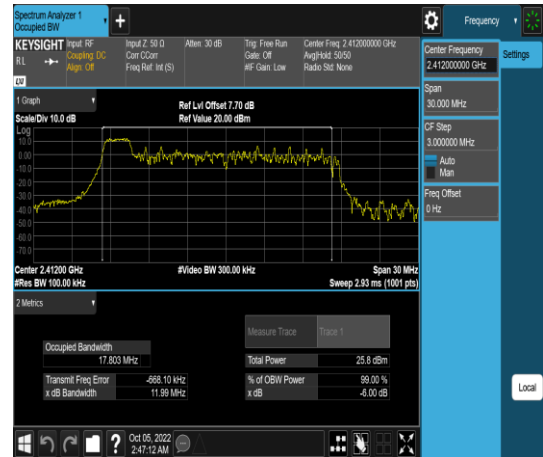 Spectrum Analyzer 1
Occupied BW
+
Frequency
KEYSIGHT
RL
LXI
Input: RF
Coupling: DC
Align: Off
Input Z: 50 Ω
Corr CCorr
Freq Ref: Int (S)
Atten: 30 dB
Trig: Free Run
Gate: Off
#IF Gain: Low
Center Freq: 2.412000000 GHz
Avg|Hold: 50/50
Radio Std: None
Center Frequency
2.412000000 GHz
Settings
Span
30.000 MHz
CF Step
3.000000 MHz
Auto
Man
Freq Offset
0 Hz
Local
1 Graph
Scale/Div 10.0 dB
Ref Lvl Offset 7.70 dB
Ref Value 20.00 dBm
Log
10.0
0.00
-10.0
-20.0
-30.0
-40.0
-50.0
-60.0
-70.0
Center 2.41200 GHz
#Video BW 300.00 kHz
Span 30 MHz
#Res BW 100.00 kHz
Sweep 2.93 ms (1001 pts)
2 Metrics
Measure Trace
Trace 1
Occupied Bandwidth
17.803 MHz
Total Power
25.8 dBm
Transmit Freq Error
-668.10 kHz
% of OBW Power
99.00 %
x dB Bandwidth
11.99 MHz
x dB
-6.00 dB
?
Oct 05, 2022
2:47:12 AM